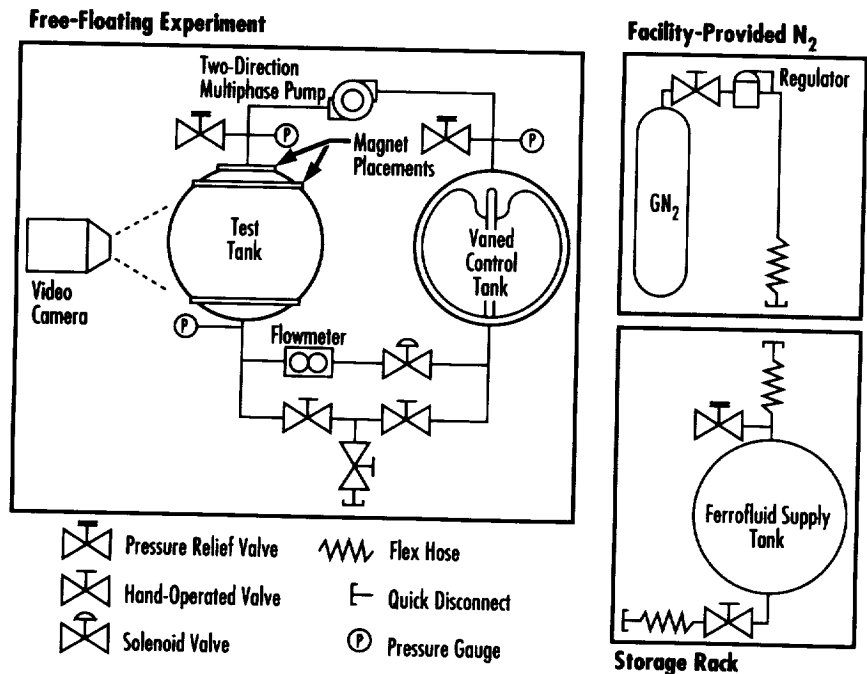 Free-Floating Experiment
Two-Direction
Multiphase Pump
P
Magnet
Placements
P
Test
Tank
Vaned
Control
Tank
Video
Camera
P
Flowmeter
Facility-Provided N₂
Regulator
GN₂
Ferrofluid Supply
Tank
Storage Rack
Pressure Relief Valve
Flex Hose
Hand-Operated Valve
Quick Disconnect
Solenoid Valve
P
Pressure Gauge